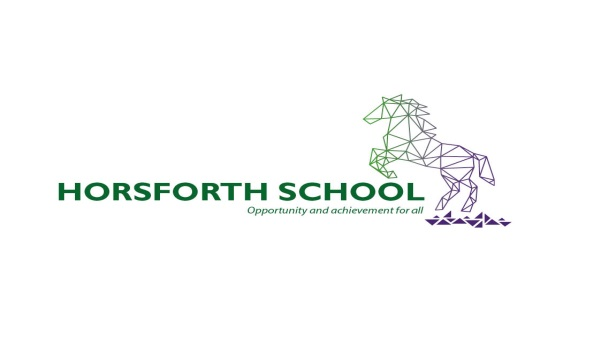 HORSFORTH SCHOOL
Opportunity and achievement for all